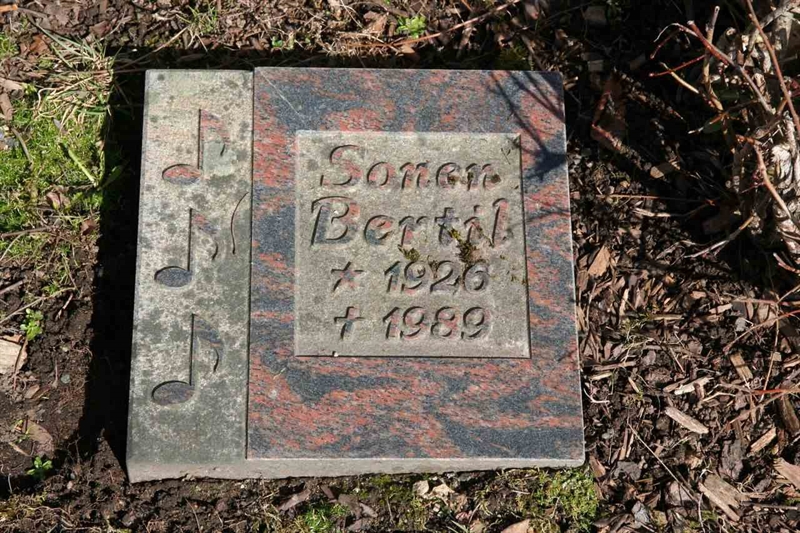 Sonen
Bertil
★ 1926
✝ 1989